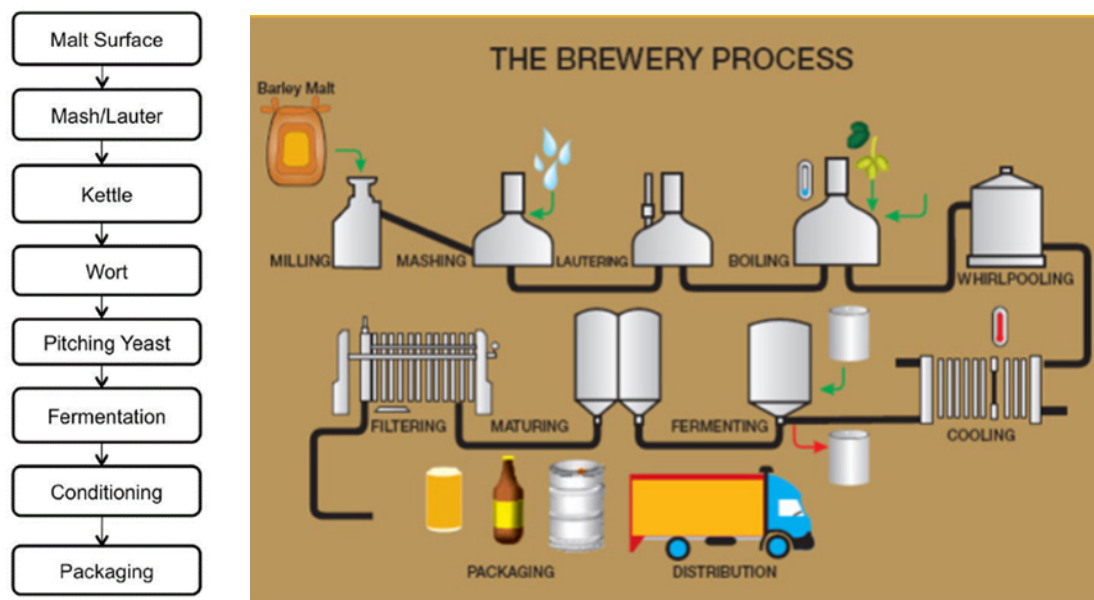 Malt Surface
Mash/Lauter
Kettle
Wort
Pitching Yeast
Fermentation
Conditioning
Packaging
THE BREWERY PROCESS
Barley Malt
MILLING
MASHING
LAUTERING
BOILING
WHIRLPOOLING
FILTERING
MATURING
FERMENTING
COOLING
PACKAGING
DISTRIBUTION